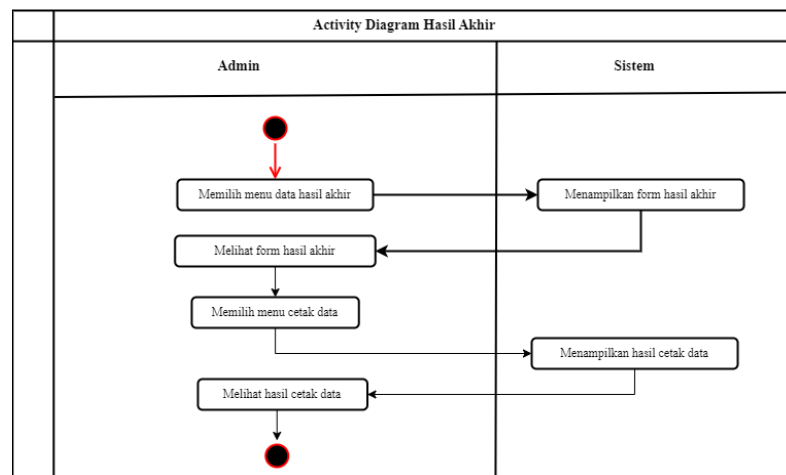 Activity Diagram Hasil Akhir
Admin
Sistem
Memilih menu data hasil akhir
Menampilkan form hasil akhir
Melihat form hasil akhir
Memilih menu cetak data
Menampilkan hasil cetak data
Melihat hasil cetak data